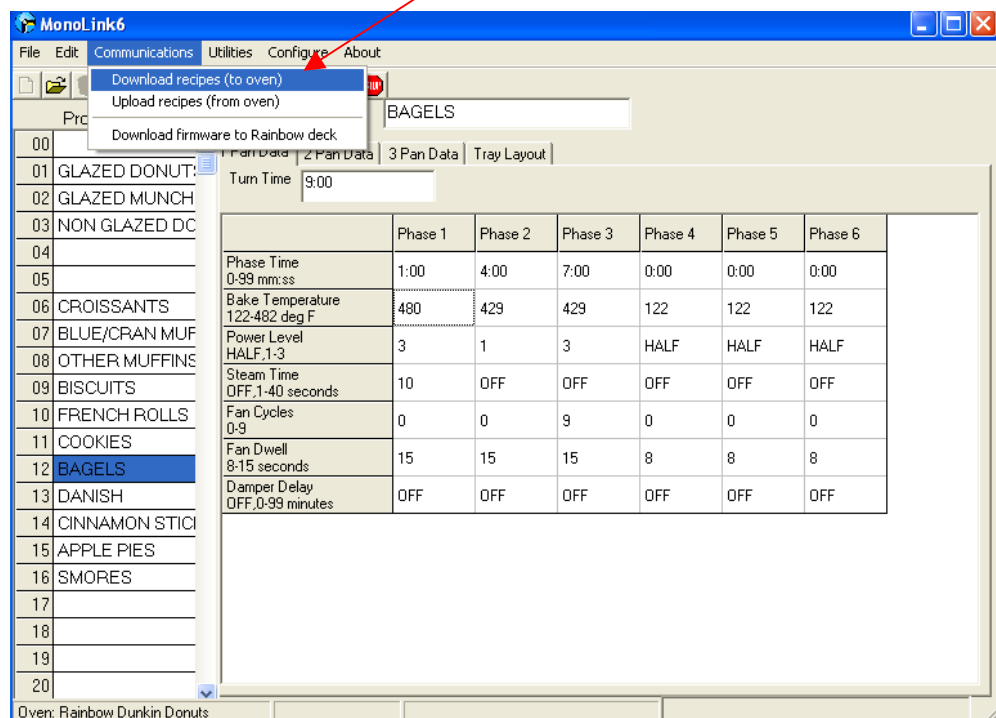 MonoLink6
File Edit Communications Utilities Configure About
Download recipes (to oven)
Upload recipes (from oven)
Download firmware to Rainbow deck
BAGELS
1 Pan Data 2 Pan Data 3 Pan Data Tray Layout
Turn Time 9:00
00
01 GLAZED DONUTS
02 GLAZED MUNCH
03 NON GLAZED DO
04
05
06 CROISSANTS
07 BLUE/CRAN MUF
08 OTHER MUFFINS
09 BISCUITS
10 FRENCH ROLLS
11 COOKIES
12 BAGELS
13 DANISH
14 CINNAMON STIC
15 APPLE PIES
16 SMORES
17
18
19
20
Phase 1 Phase 2 Phase 3 Phase 4 Phase 5 Phase 6
Phase Time
0-99 mm:ss
1:00 4:00 7:00 0:00 0:00 0:00
Bake Temperature
122-482 deg F
480 429 429 122 122 122
Power Level
HALF,1-3
3 1 3 HALF HALF HALF
Steam Time
OFF,1-40 seconds
10 OFF OFF OFF OFF OFF
Fan Cycles
0-9
0 0 9 0 0 0
Fan Dwell
8-15 seconds
15 15 15 8 8 8
Damper Delay
OFF,0-99 minutes
OFF OFF OFF OFF OFF OFF
Oven: Rainbow Dunkin Donuts